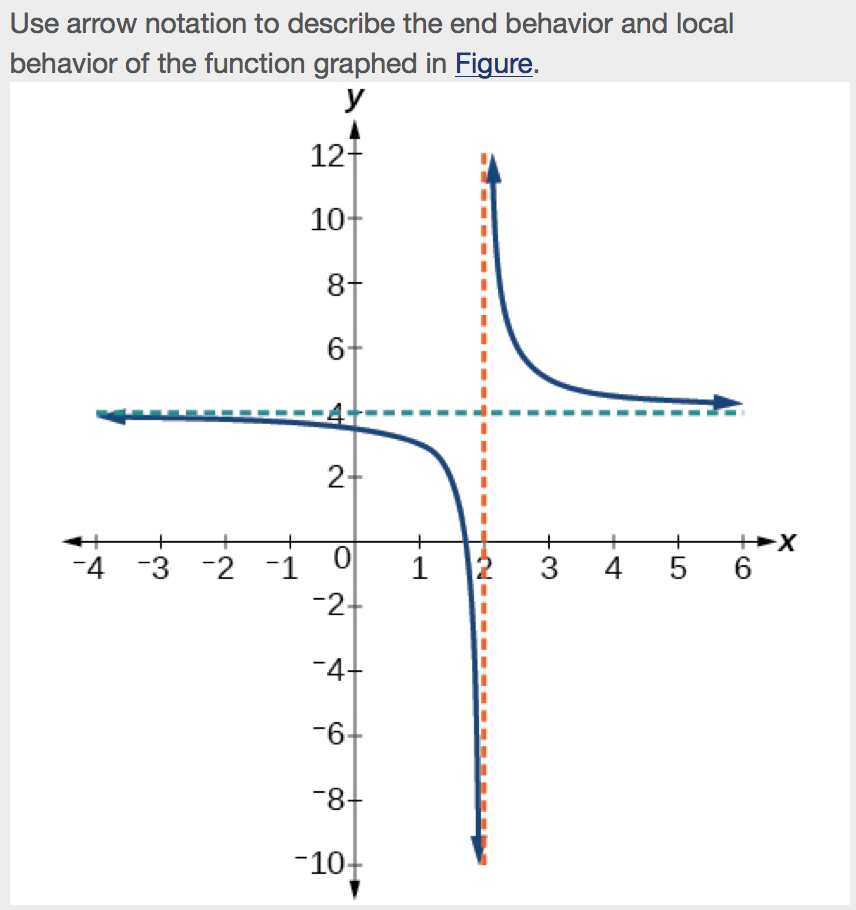 Use arrow notation to describe the end behavior and local
behavior of the function graphed in Figure.
y
12
10
8
6
4
2
-4 -3 -2 -1 0 1 2 3 4 5 6 x
-2
-4
-6
-8
-10